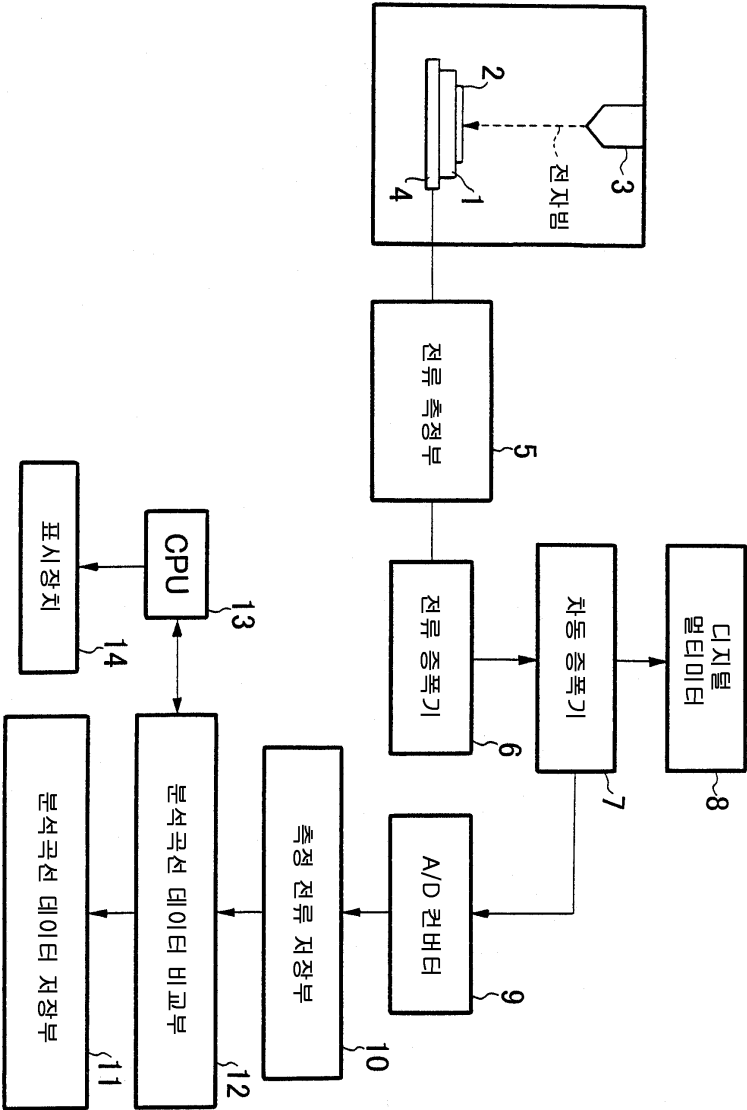 3
전자빔
2
1
4
전류 측정부
5
전류 증폭기
6
차동 증폭기
7
디지털
멀티미터
8
A/D 컨버터
9
측정 전류 저장부
10
분석곡선 데이터 비교부
12
분석곡선 데이터 저장부
11
CPU
13
표시장치
14